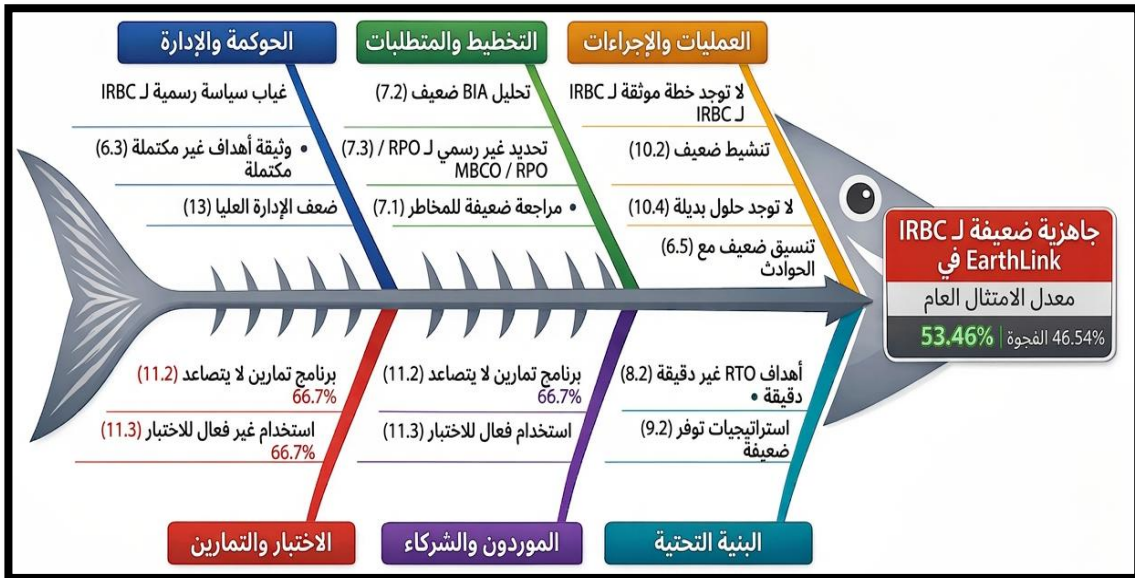 العمليات والإجراءات
لا توجد خطة موثقة لـ IRBC
لـ IRBC
تنشيط ضعيف (10.2)
لا توجد حلول بديلة (10.4)
تنسيق ضعيف مع (6.5)
الحوادث
التخطيط والمتطلبات
تحليل BIA ضعيف (7.2)
تحديد غير رسمي لـ RPO / (7.3)
MBCO / RPO
• مراجعة ضعيفة للمخاطر (7.1)
الحوكمة والإدارة
غياب سياسة رسمية لـ IRBC
• وثيقة أهداف غير مكتملة (6.3)
مكتملة
ضعف الإدارة العليا (13)
جاهزية ضعيفة لـ IRBC
في EarthLink
معدل الامتثال العام
53.46% | الفجوة 46.54%
أهداف RTO غير دقيقة (8.2)
دقيقة •
استراتيجيات توفر (9.2)
ضعيفة
البنية التحتية
برنامج تمارين لا يتصاعد (11.2)
66.7%
استخدام فعال للاختبار (11.3)
الموردون والشركاء
برنامج تمارين لا يتصاعد (11.2)
66.7%
استخدام غير فعال للاختبار (11.3)
66.7%
الاختبار والتمارين